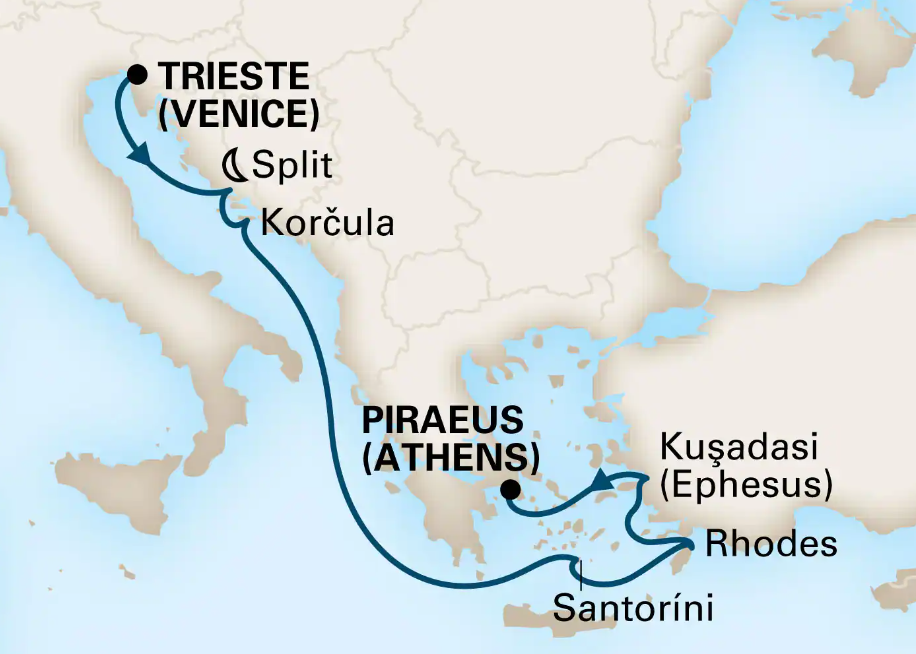 TRIESTE
(VENICE)
Split
Korčula
PIRAEUS
(ATHENS)
Kuşadasi
(Ephesus)
Rhodes
Santoríni